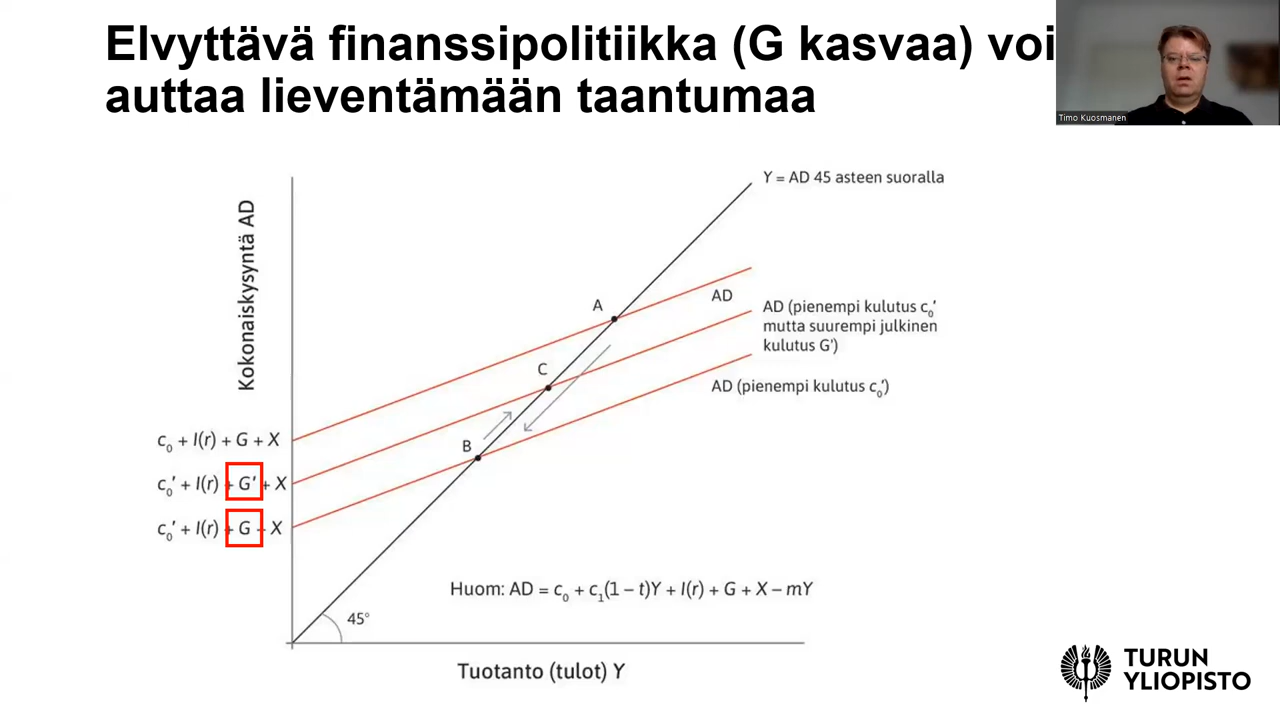 Elvyttävä finanssipolitiikka (G kasvaa) voi
auttaa lieventämään taantumaa
Timo Kuosmanen
Y = AD 45 asteen suoralla
Kokonaiskysyntä AD
A
AD
AD (pienempi kulutus c₀'
mutta suurempi julkinen
kulutus G')
C
AD (pienempi kulutus c₀')
B
c₀ + I(r) + G + X
c₀' + I(r) + G' + X
c₀' + I(r) + G + X
Huom: AD = c₀ + c₁(1 – t)Y + I(r) + G + X – mY
45°
Tuotanto (tulot) Y
TURUN
YLIOPISTO